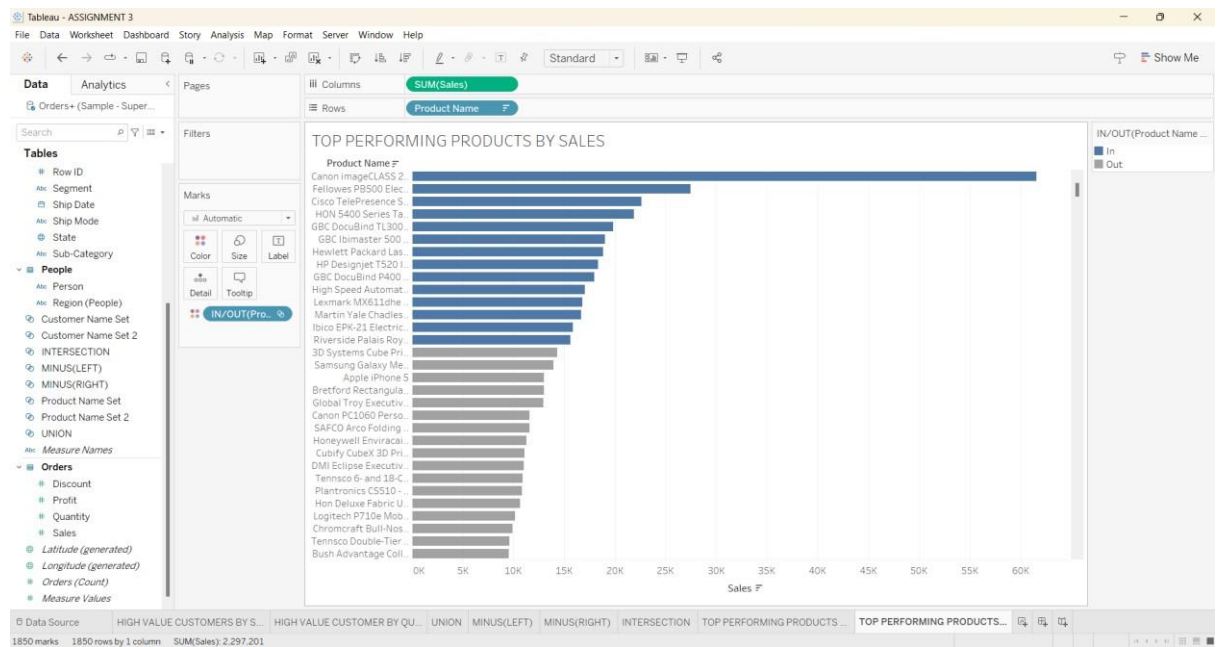 Tableau - ASSIGNMENT 3
File Data Worksheet Dashboard Story Analysis Map Format Server Window Help
Standard
Show Me
Data Analytics
Orders+ (Sample - Super...
Search
Tables
# Row ID
Abc Segment
Ship Date
Abc Ship Mode
State
Abc Sub-Category
People
Abc Person
Abc Region (People)
Customer Name Set
Customer Name Set 2
INTERSECTION
MINUS(LEFT)
MINUS(RIGHT)
Product Name Set
Product Name Set 2
UNION
Abc Measure Names
Orders
# Discount
# Profit
# Quantity
# Sales
Latitude (generated)
Longitude (generated)
# Orders (Count)
# Measure Values
Pages
Filters
Marks
Automatic
Color Size Label
Detail Tooltip
IN/OUT(Pro..
Columns SUM(Sales)
Rows Product Name
TOP PERFORMING PRODUCTS BY SALES
Product Name
Canon imageCLASS 2..
Fellowes PB500 Elec..
Cisco TelePresence S..
HON 5400 Series Ta..
GBC DocuBind TL300..
GBC Ibimaster 500 ..
Hewlett Packard Las..
HP Designjet T520 I..
GBC DocuBind P400 ..
High Speed Automat..
Lexmark MX611dhe ..
Martin Yale Chadles..
Ibico EPK-21 Electric..
Riverside Palais Roy..
3D Systems Cube Pri..
Samsung Galaxy Me..
Apple iPhone 5
Bretford Rectangula..
Global Troy Executiv..
Canon PC1060 Perso..
SAFCO Arco Folding ..
Honeywell Enviracai..
Cubify CubeX 3D Pri..
DMI Eclipse Executiv..
Tennsco 6- and 18-C..
Plantronics CS510 - ..
Hon Deluxe Fabric U..
Logitech P710e Mob..
Chromcraft Bull-Nos..
Tennsco Double-Tier..
Bush Advantage Coll..
0K 5K 10K 15K 20K 25K 30K 35K 40K 45K 50K 55K 60K
Sales
IN/OUT(Product Name ...
In
Out
Data Source HIGH VALUE CUSTOMERS BY S... HIGH VALUE CUSTOMER BY QU... UNION MINUS(LEFT) MINUS(RIGHT) INTERSECTION TOP PERFORMING PRODUCTS ... TOP PERFORMING PRODUCTS...
1850 marks 1850 rows by 1 column SUM(Sales): 2.297.201